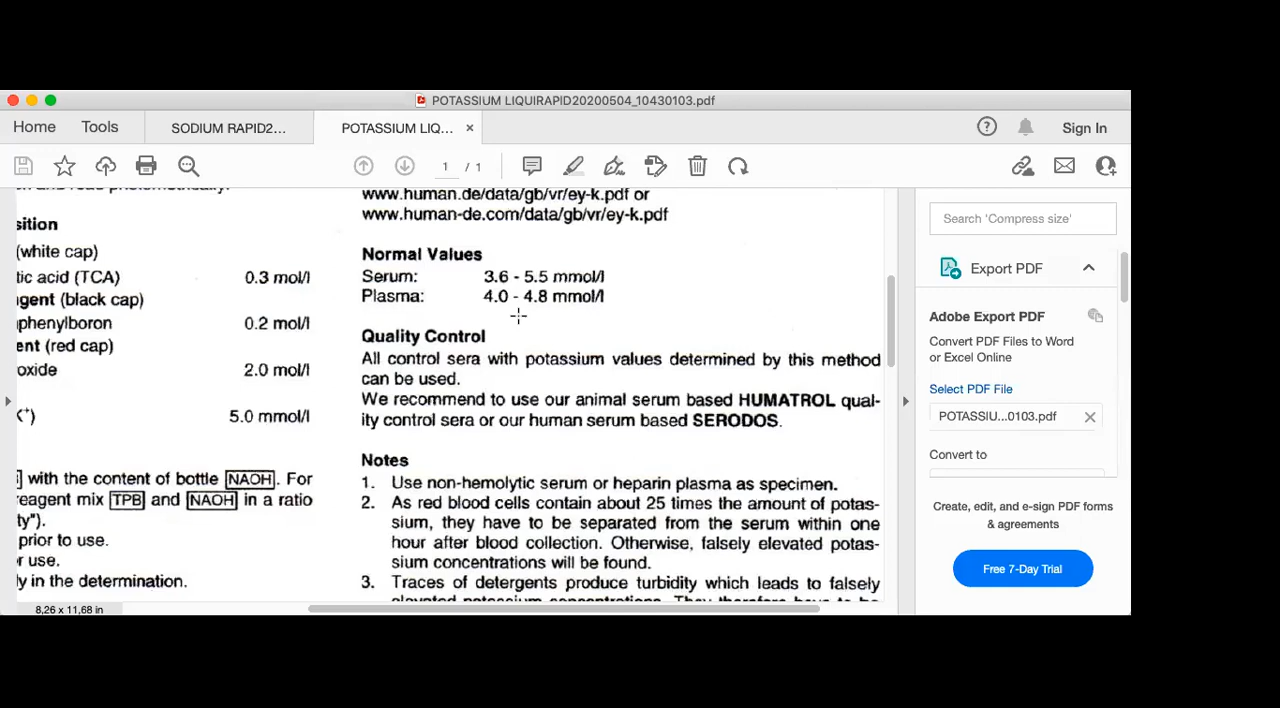 POTASSIUM LIQUIRAPID20200504_10430103.pdf
Home Tools SODIUM RAPID2... POTASSIUM LIQ... × Sign In
1 / 1
www.human.de/data/gb/vr/ey-k.pdf or
www.human-de.com/data/gb/vr/ey-k.pdf
sition
(white cap)
tic acid (TCA) 0.3 mol/l
gent (black cap)
phenylboron 0.2 mol/l
ent (red cap)
oxide 2.0 mol/l
K⁺) 5.0 mmol/l
with the content of bottle NAOH. For
reagent mix TPB and NAOH in a ratio
ty").
prior to use.
r use.
ly in the determination.
Normal Values
Serum: 3.6 - 5.5 mmol/l
Plasma: 4.0 - 4.8 mmol/l
Quality Control
All control sera with potassium values determined by this method
can be used.
We recommend to use our animal serum based HUMATROL qual-
ity control sera or our human serum based SERODOS.
Notes
1. Use non-hemolytic serum or heparin plasma as specimen.
2. As red blood cells contain about 25 times the amount of potas-
sium, they have to be separated from the serum within one
hour after blood collection. Otherwise, falsely elevated potas-
sium concentrations will be found.
3. Traces of detergents produce turbidity which leads to falsely
elevated potassium concentrations. They therefore have to be
8,26 x 11,68 in
Search 'Compress size'
Export PDF
Adobe Export PDF
Convert PDF Files to Word
or Excel Online
Select PDF File
POTASSIU...0103.pdf ×
Convert to
Create, edit, and e-sign PDF forms
& agreements
Free 7-Day Trial